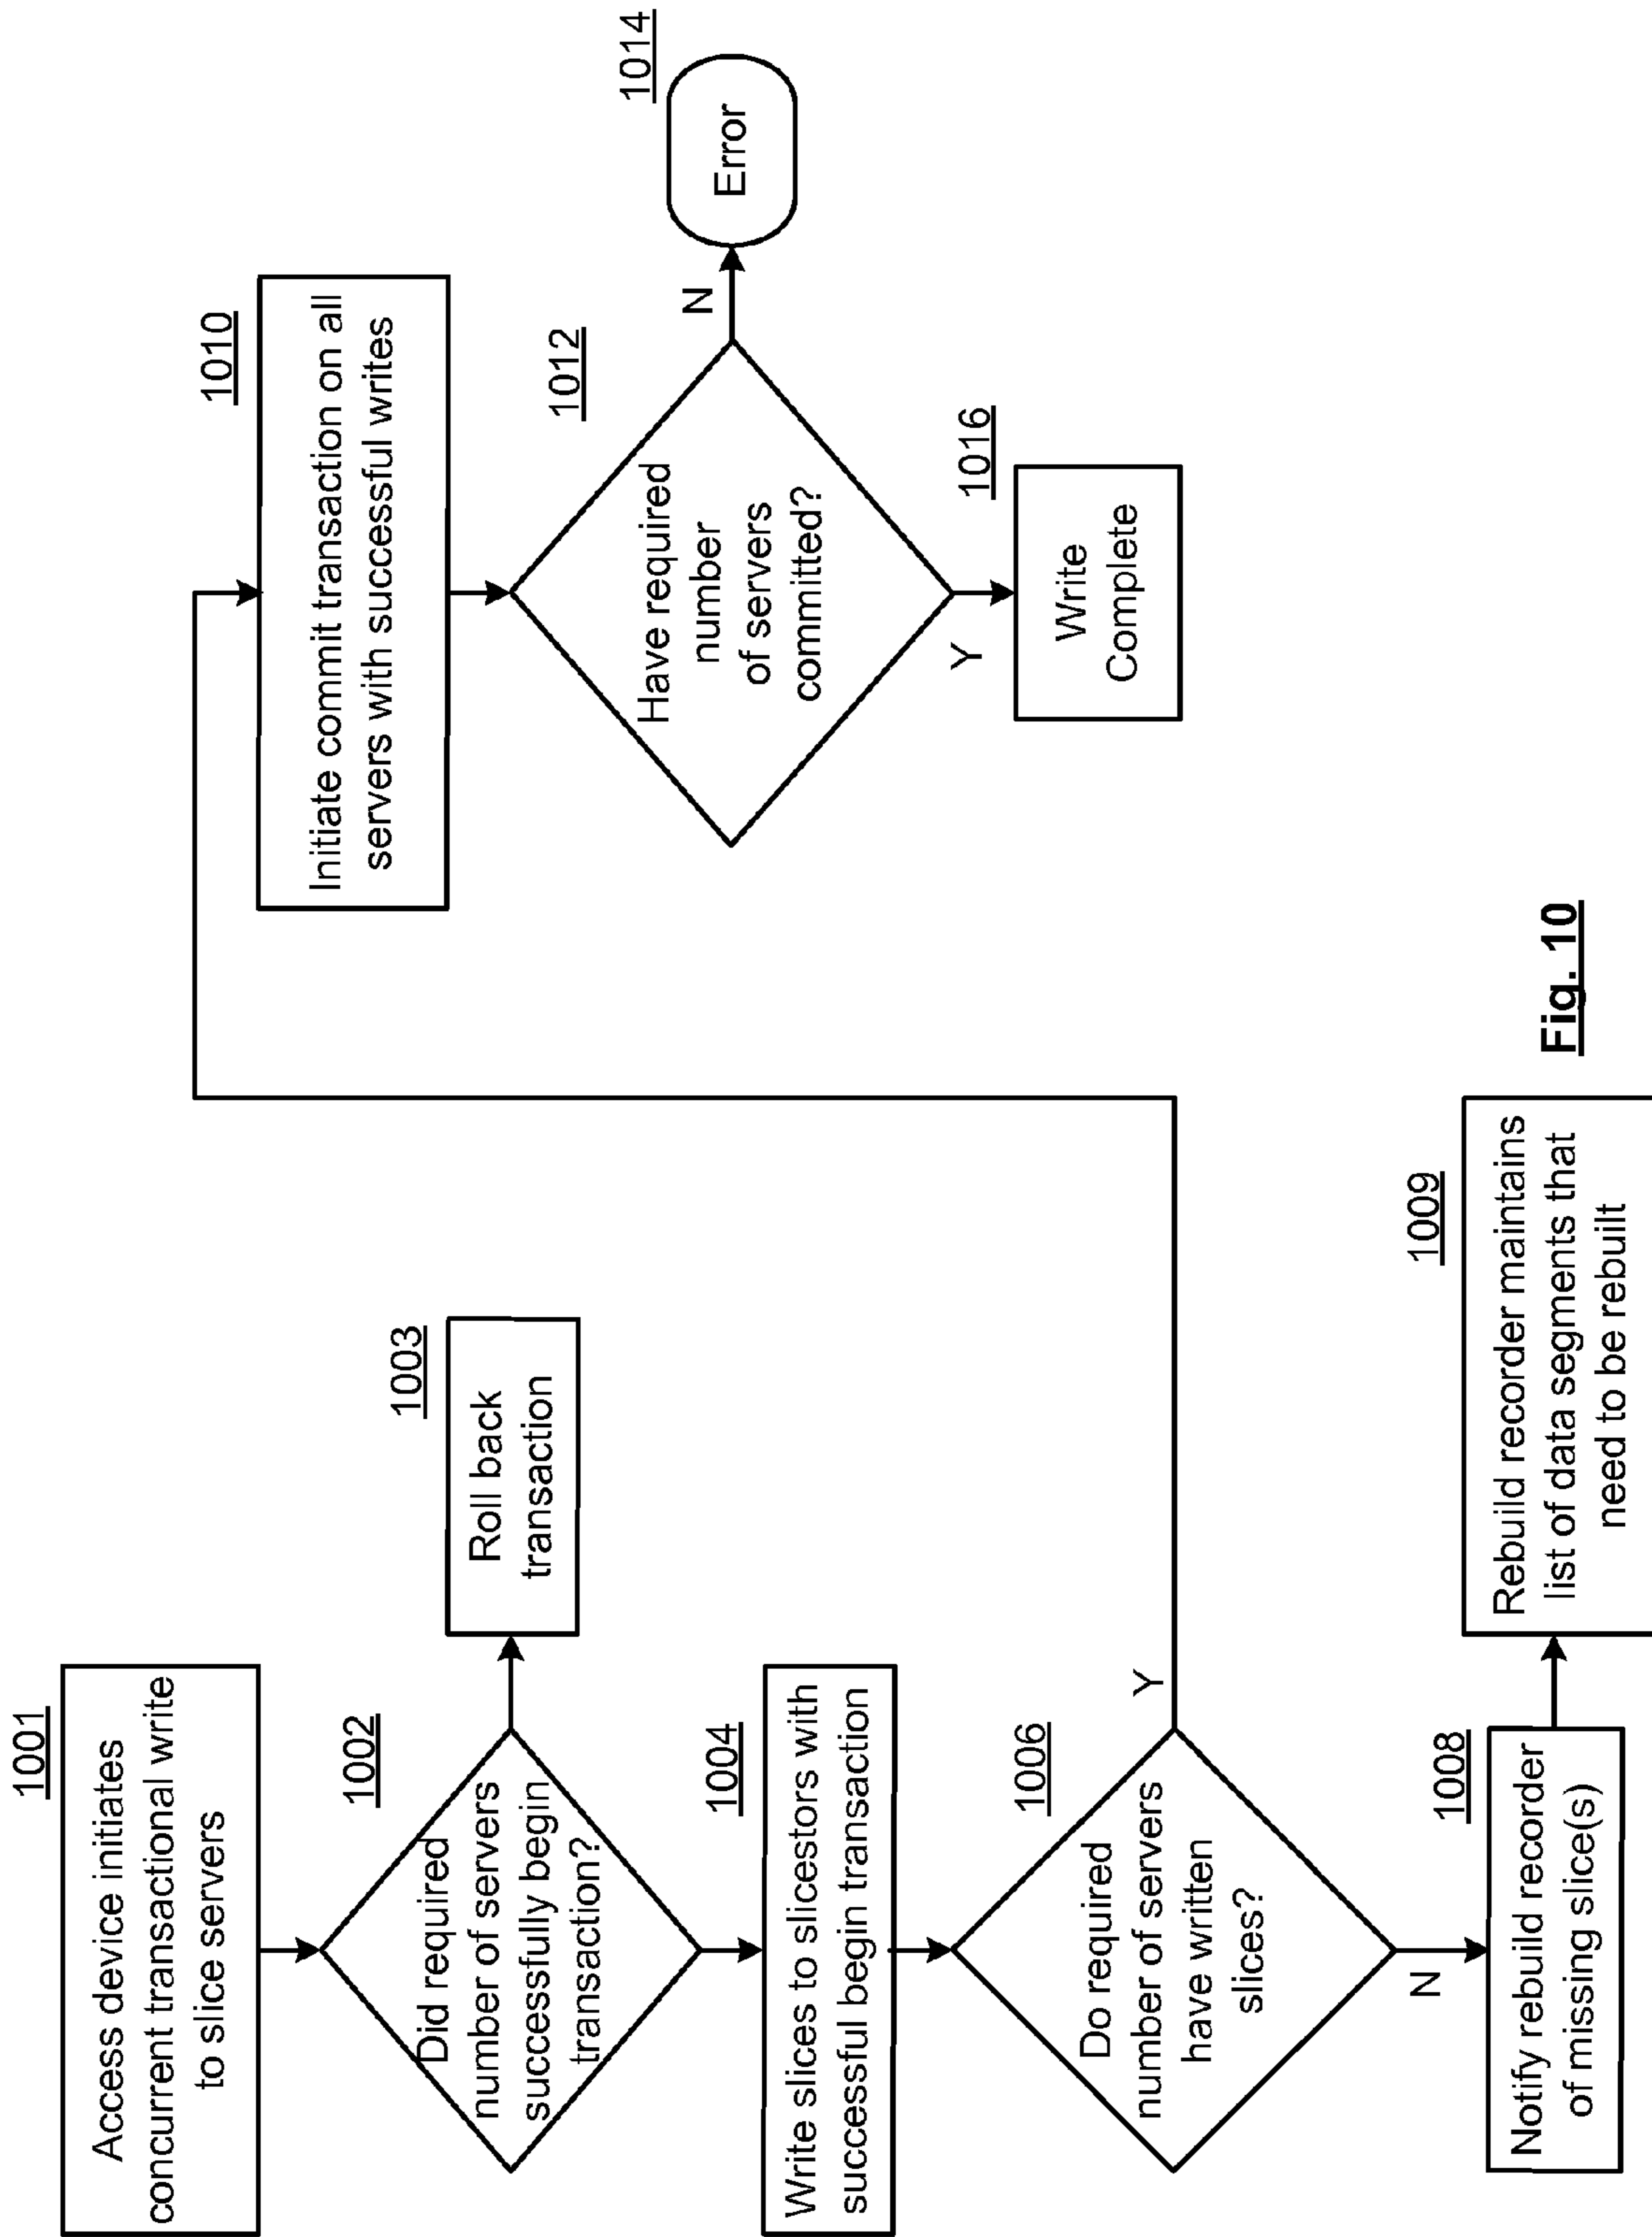 1001
Access device initiates
concurrent transactional write
to slice servers
1002
Did required
number of servers
successfully begin
transaction?
1003
Roll back
transaction
1004
Write slices to slicestors with
successful begin transaction
1006
Do required
number of servers
have written
slices?
Y
N
1008
Notify rebuild recorder
of missing slice(s)
1009
Rebuild recorder maintains
list of data segments that
need to be rebuilt
1010
Initiate commit transaction on all
servers with successful writes
1012
Have required
number
of servers
committed?
N
1014
Error
Y
1016
Write
Complete
Fig. 10